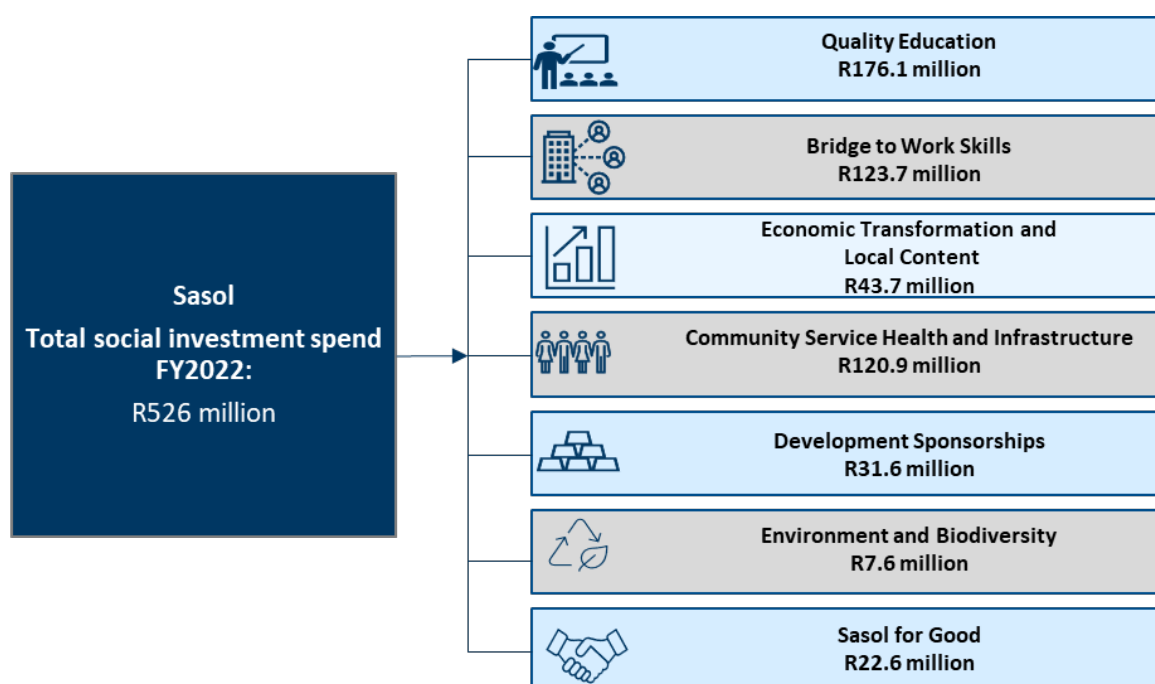 Sasol
Total social investment spend
FY2022:
R526 million
Quality Education
R176.1 million
Bridge to Work Skills
R123.7 million
Economic Transformation and
Local Content
R43.7 million
Community Service Health and Infrastructure
R120.9 million
Development Sponsorships
R31.6 million
Environment and Biodiversity
R7.6 million
Sasol for Good
R22.6 million